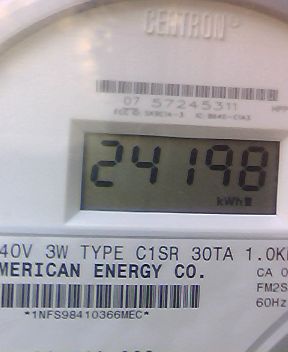 CENTRON®
07 57245311
24198
kWh
40V 3W TYPE C1SR 30TA 1.0K
MERICAN ENERGY CO.
CA 0
FM2S
60Hz
*1NFS98410366MEC*